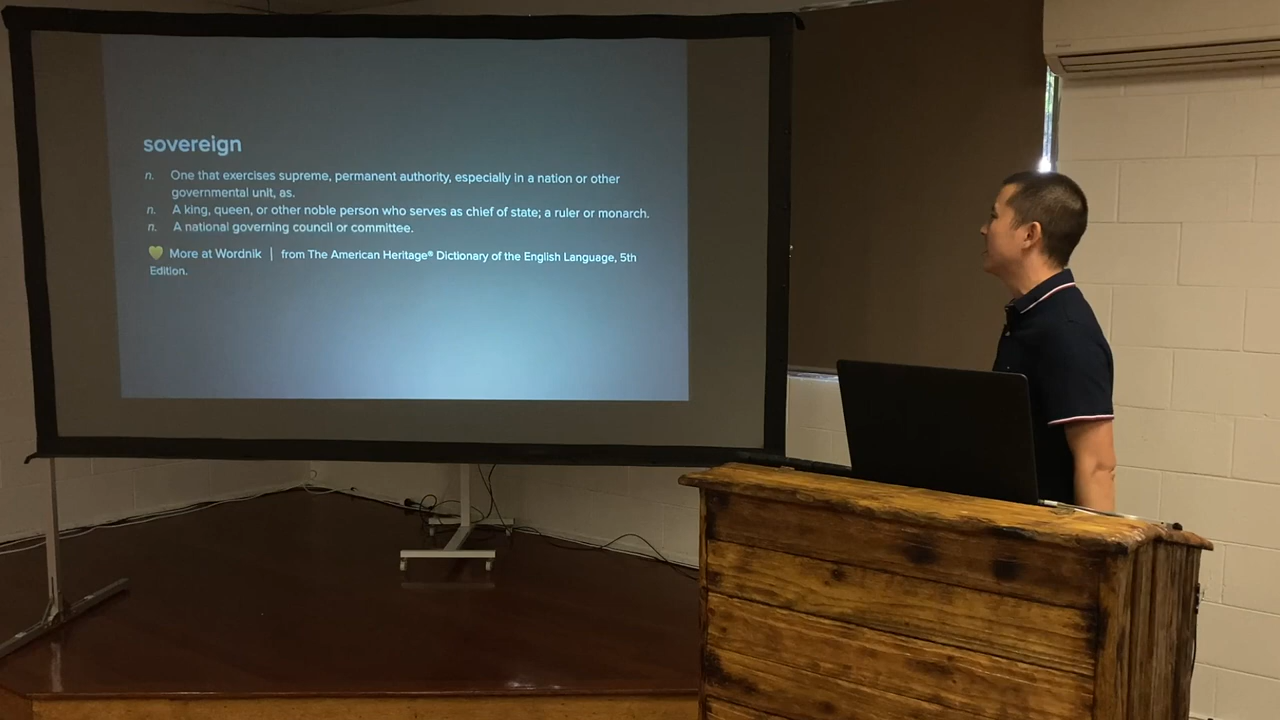 sovereign
n. One that exercises supreme, permanent authority, especially in a nation or other
governmental unit, as.
n. A king, queen, or other noble person who serves as chief of state; a ruler or monarch.
n. A national governing council or committee.
💛 More at Wordnik | from The American Heritage® Dictionary of the English Language, 5th
Edition.